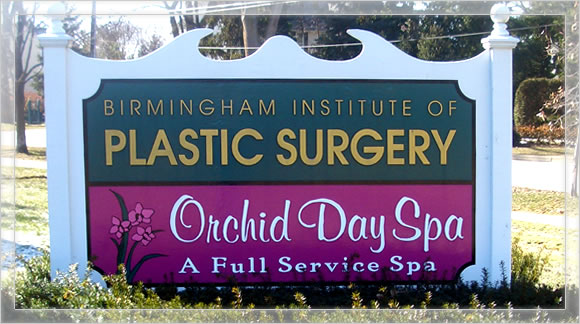 BIRMINGHAM INSTITUTE OF
PLASTIC SURGERY
Orchid Day Spa
A Full Service Spa